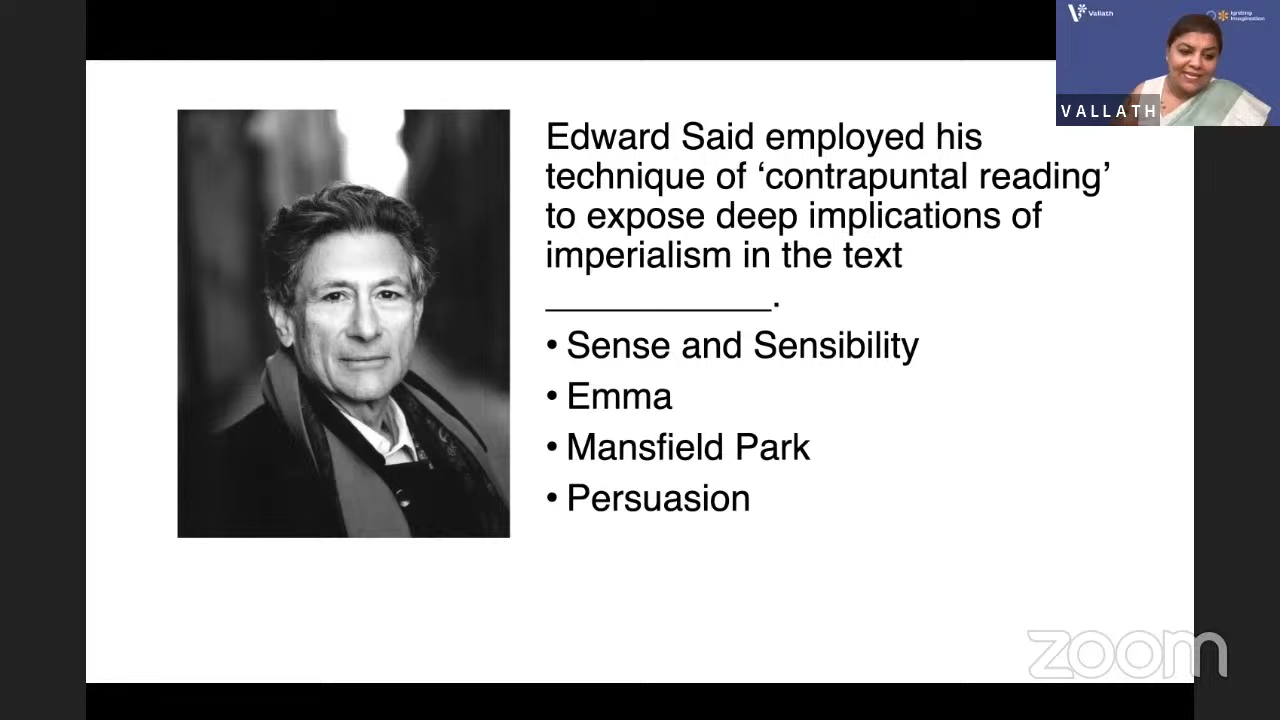 Vallath
Igniting
Imagination
VALLATH
Edward Said employed his
technique of ‘contrapuntal reading’
to expose deep implications of
imperialism in the text
___________.
• Sense and Sensibility
• Emma
• Mansfield Park
• Persuasion
zoom